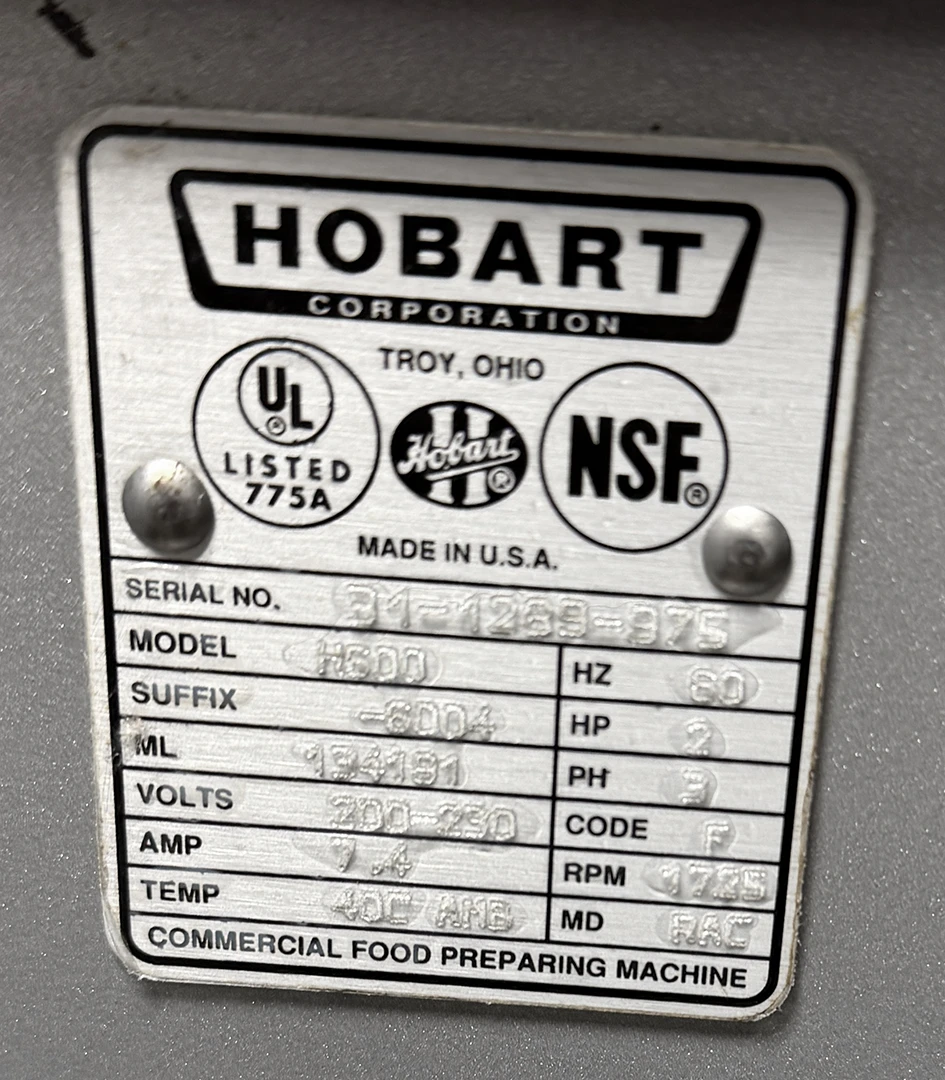 HOBART
CORPORATION
TROY, OHIO
UL ®
LISTED
775A
Hobart ®
NSF ®
MADE IN U.S.A.
SERIAL NO. 31-1269-975
MODEL H600 HZ 60
SUFFIX -6004 HP 2
ML 134191 PH 3
VOLTS 200-230 CODE F
AMP 7.4 RPM 1725
TEMP 40C AMB MD RAC
COMMERCIAL FOOD PREPARING MACHINE